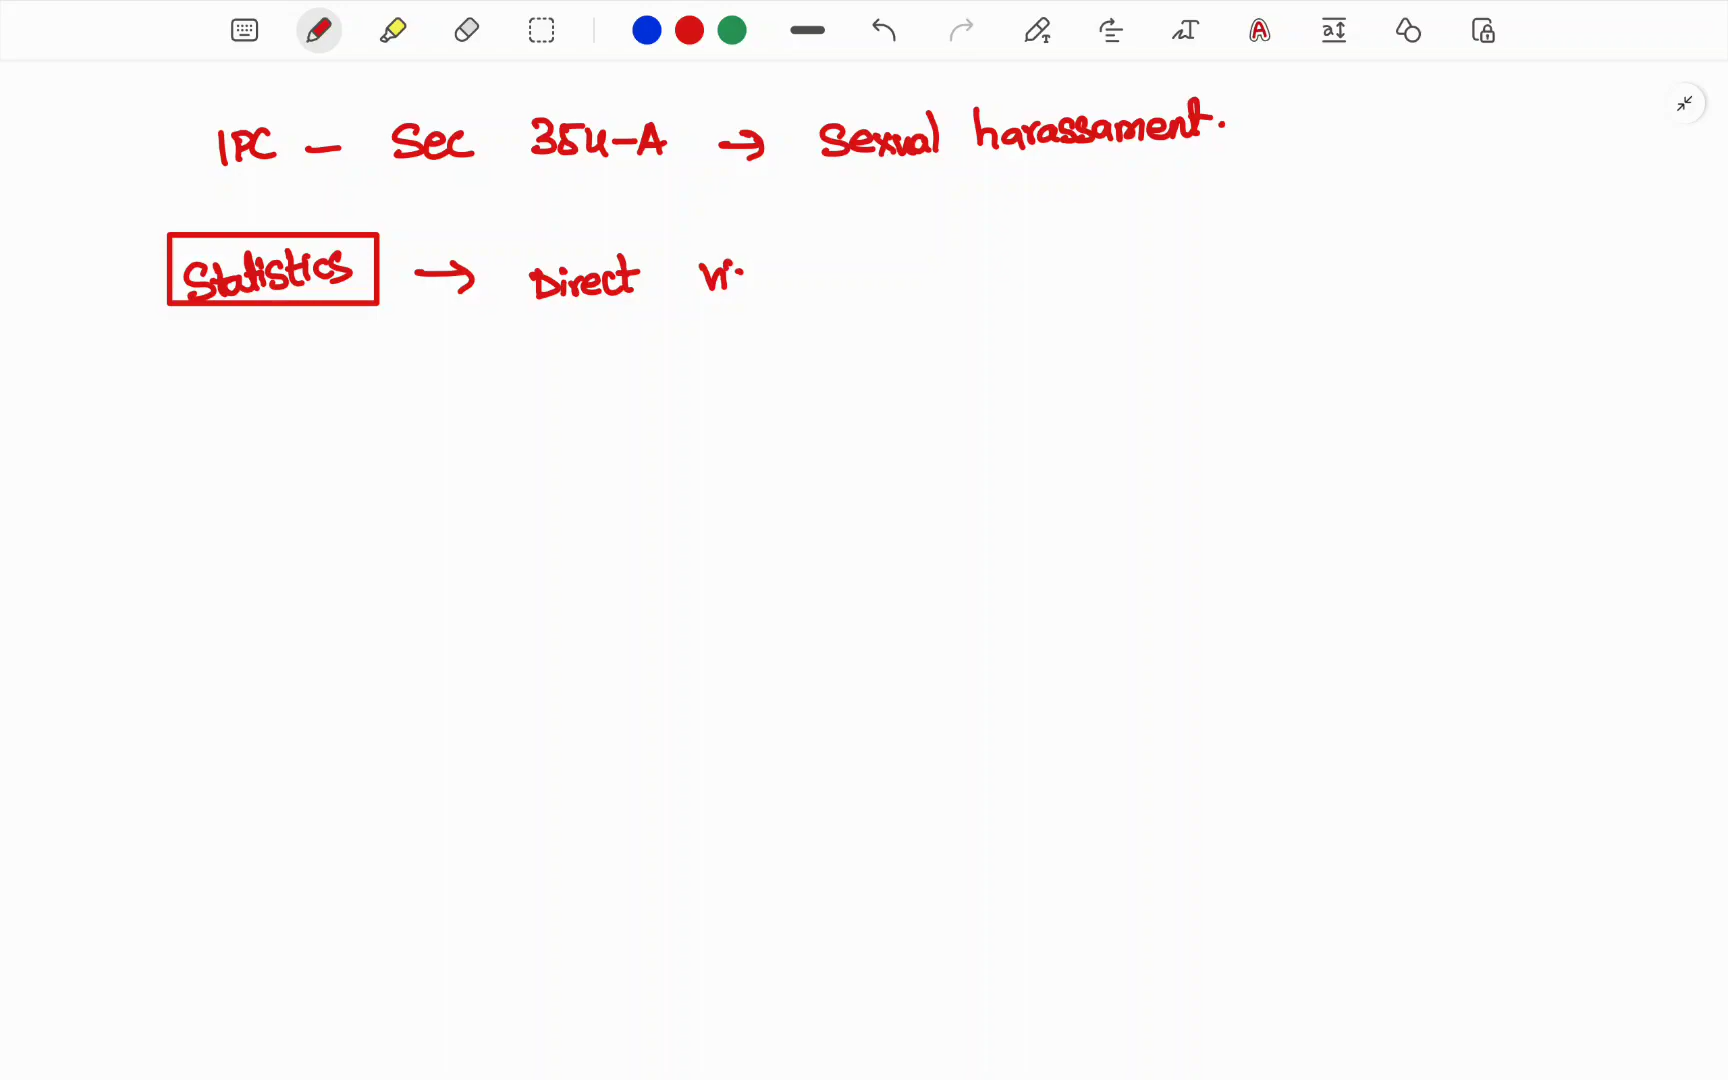 IPC - Sec 354-A → Sexual harassament.
Statistics → Direct